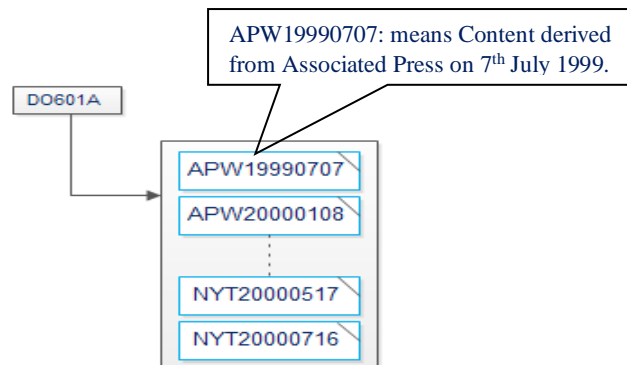 APW19990707: means Content derived
from Associated Press on 7th July 1999.
DO601A
APW19990707
APW20000108
NYT20000517
NYT20000716